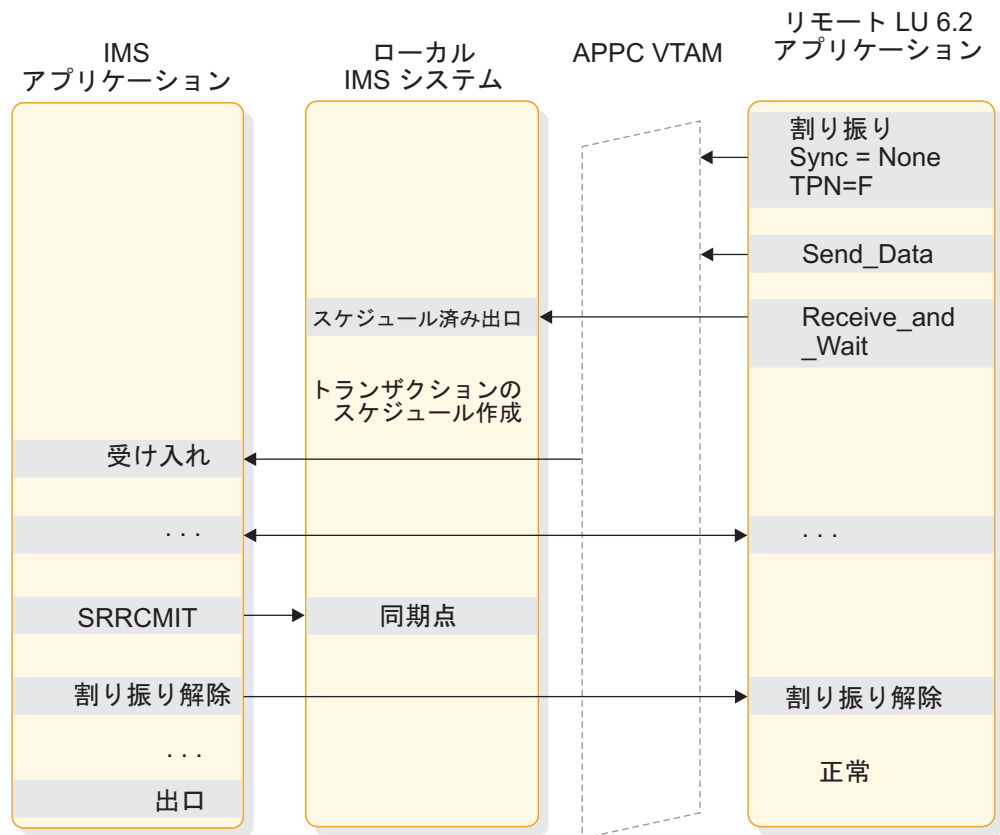 IMS
アプリケーション
ローカル
IMS システム
APPC VTAM
リモート LU 6.2
アプリケーション
割り振り
Sync = None
TPN=F
Send_Data
スケジュール済み出口
Receive_and
_Wait
トランザクションの
スケジュール作成
受け入れ
. . .
. . .
SRRCMIT
同期点
割り振り解除
割り振り解除
. . .
正常
出口